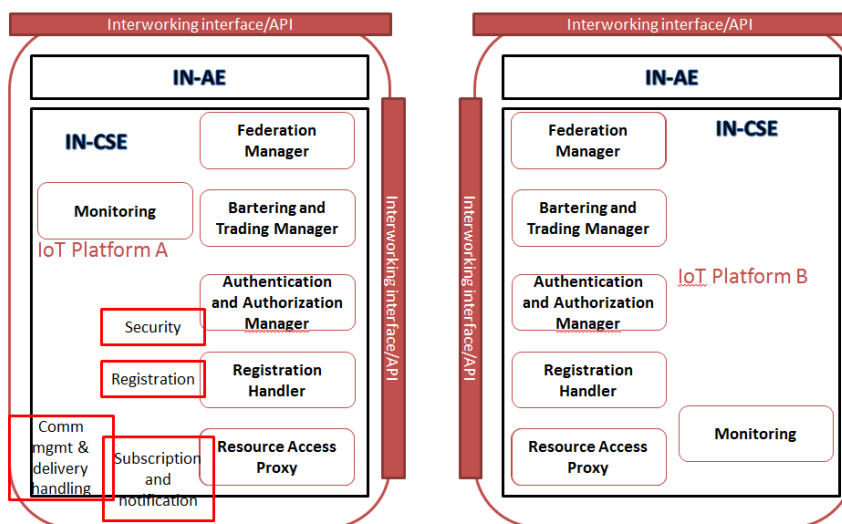 Interworking interface/API
IN-AE
IN-CSE
Federation
Manager
Monitoring
Bartering and
Trading Manager
IoT Platform A
Authentication
and Authorization
Manager
Security
Registration
Registration
Handler
Comm
mgmt &
delivery
handling
Subscription
and
notification
Resource Access
Proxy
Interworking interface/API
Interworking interface/API
IN-AE
IN-CSE
Federation
Manager
Bartering and
Trading Manager
IoT Platform B
Authentication
and Authorization
Manager
Registration
Handler
Monitoring
Resource Access
Proxy
Interworking interface/API